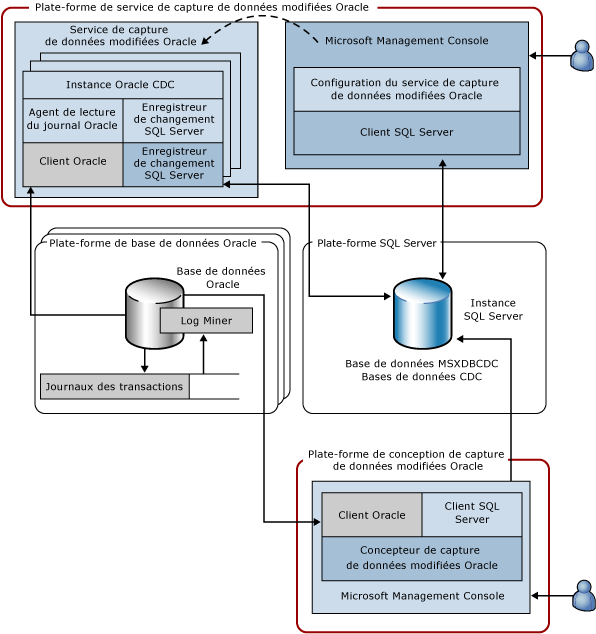 Plate-forme de service de capture de données modifiées Oracle
Service de capture
de données modifiées Oracle
Instance Oracle CDC
Agent de lecture
du journal Oracle
Enregistreur
de changement
SQL Server
Client Oracle
Enregistreur
de changement
SQL Server
Microsoft Management Console
Configuration du service de capture
de données modifiées Oracle
Client SQL Server
Plate-forme de base de données Oracle
Base de données
Oracle
Log Miner
Journaux des transactions
Plate-forme SQL Server
Instance
SQL Server
Base de données MSXDBCDC
Bases de données CDC
Plate-forme de conception de capture
de données modifiées Oracle
Client Oracle
Client SQL
Server
Concepteur de capture
de données modifiées Oracle
Microsoft Management Console